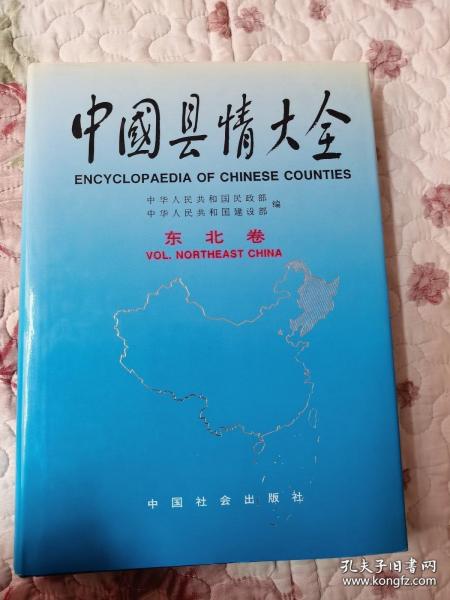 中國县情大全
ENCYCLOPAEDIA OF CHINESE COUNTIES
中华人民共和国民政部
中华人民共和国建设部
编
东北卷
VOL. NORTHEAST CHINA
中国社会出版社
孔夫子旧书网
www.kongfz.com